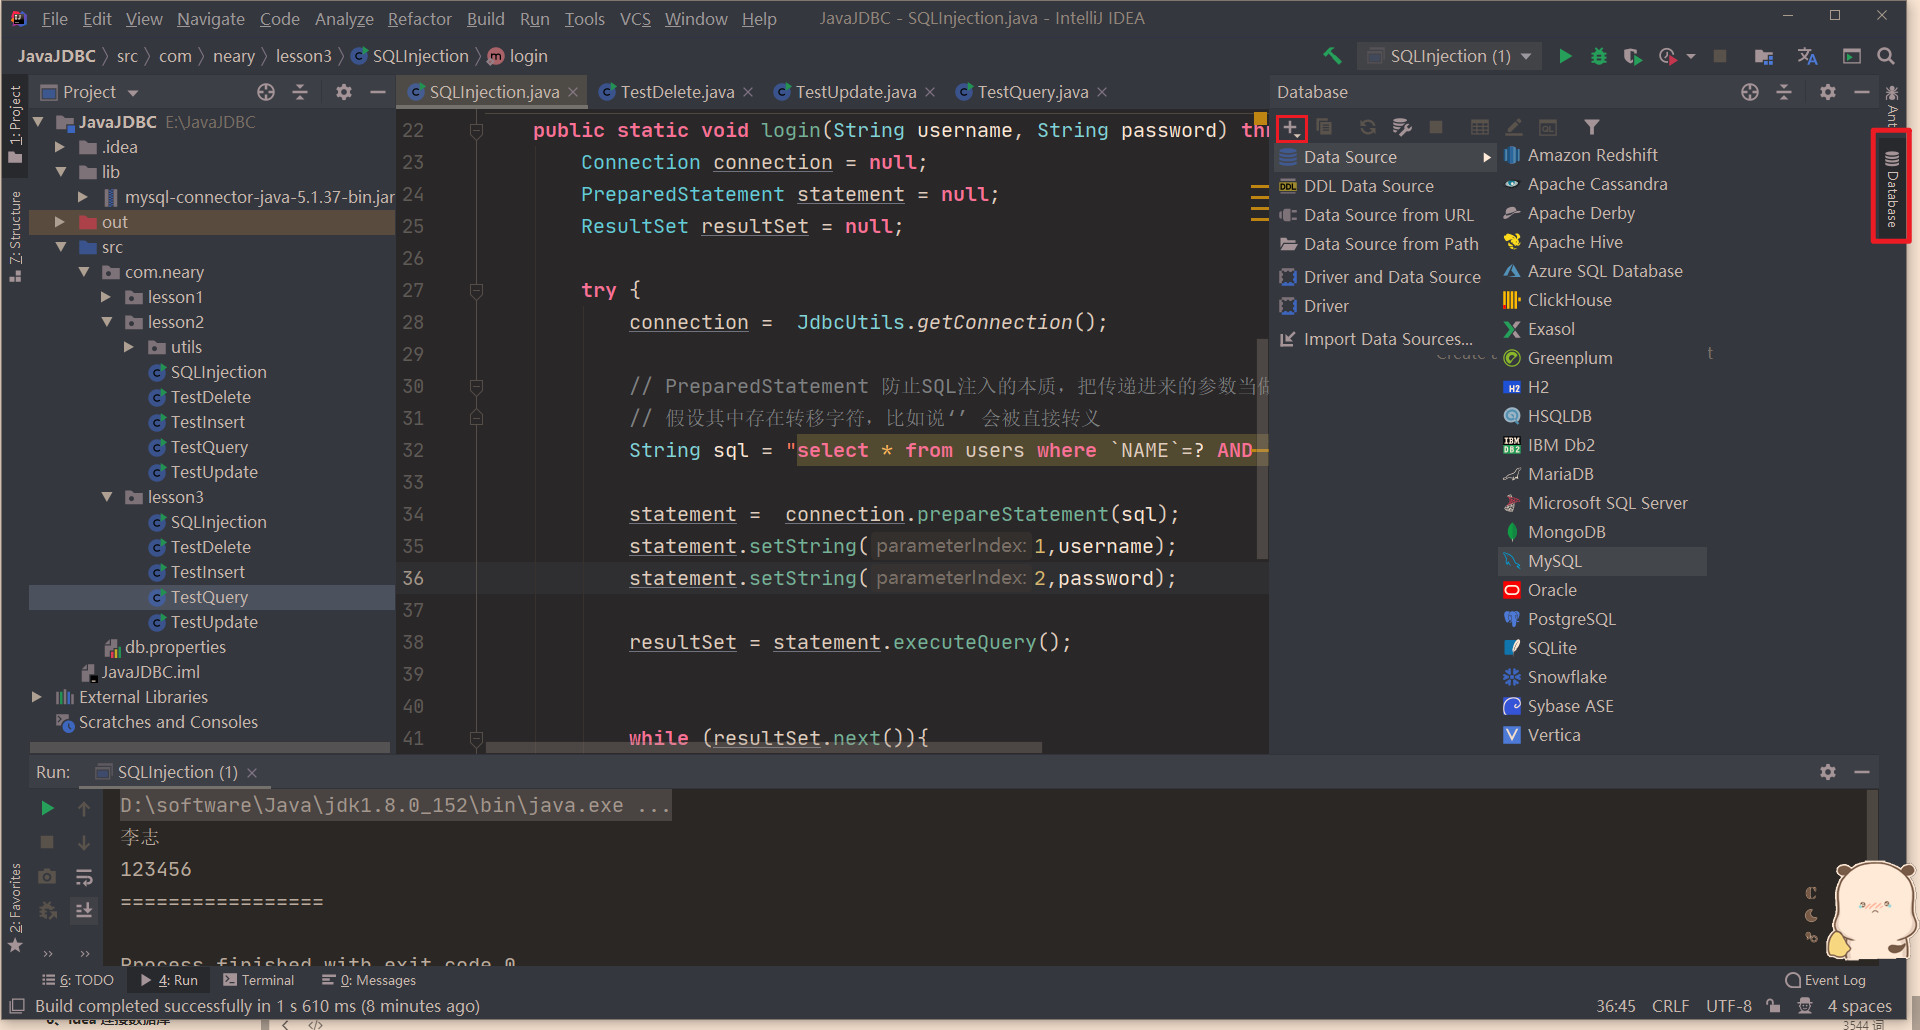 File Edit View Navigate Code Analyze Refactor Build Run Tools VCS Window Help JavaJDBC - SQLInjection.java - IntelliJ IDEA
JavaJDBC src com neary lesson3 SQLInjection login SQLInjection (1)
1: Project
Z: Structure
2: Favorites
Project
JavaJDBC E:\JavaJDBC
.idea
lib
mysql-connector-java-5.1.37-bin.jar
out
src
com.neary
lesson1
lesson2
utils
SQLInjection
TestDelete
TestInsert
TestQuery
TestUpdate
lesson3
SQLInjection
TestDelete
TestInsert
TestQuery
TestUpdate
db.properties
JavaJDBC.iml
External Libraries
Scratches and Consoles
SQLInjection.java TestDelete.java TestUpdate.java TestQuery.java
22 public static void login(String username, String password) thr
23 Connection connection = null;
24 PreparedStatement statement = null;
25 ResultSet resultSet = null;
26
27 try {
28 connection = JdbcUtils.getConnection();
29
30 // PreparedStatement 防止SQL注入的本质，把传递进来的参数当做
31 // 假设其中存在转移字符，比如说‘’ 会被直接转义
32 String sql = "select * from users where `NAME`=? AND
33
34 statement = connection.prepareStatement(sql);
35 statement.setString( parameterIndex: 1,username);
36 statement.setString( parameterIndex: 2,password);
37
38 resultSet = statement.executeQuery();
39
40
41 while (resultSet.next()){
Database
Data Source
DDL Data Source
DDL
Data Source from URL
Data Source from Path
Driver and Data Source
Driver
Import Data Sources...
Amazon Redshift
Apache Cassandra
Apache Derby
Apache Hive
Azure SQL Database
ClickHouse
Exasol
Greenplum
H2 H2
HSQLDB
IBM DB2 IBM Db2
MariaDB
Microsoft SQL Server
MongoDB
MySQL
Oracle
PostgreSQL
SQLite
Snowflake
Sybase ASE
Vertica
Ant
Database
Run: SQLInjection (1)
D:\software\Java\jdk1.8.0_152\bin\java.exe ...
李志
123456
=================
Process finished with exit code 0
6: TODO 4: Run Terminal 0: Messages Event Log
Build completed successfully in 1 s 610 ms (8 minutes ago) 36:45 CRLF UTF-8 4 spaces
3544 词